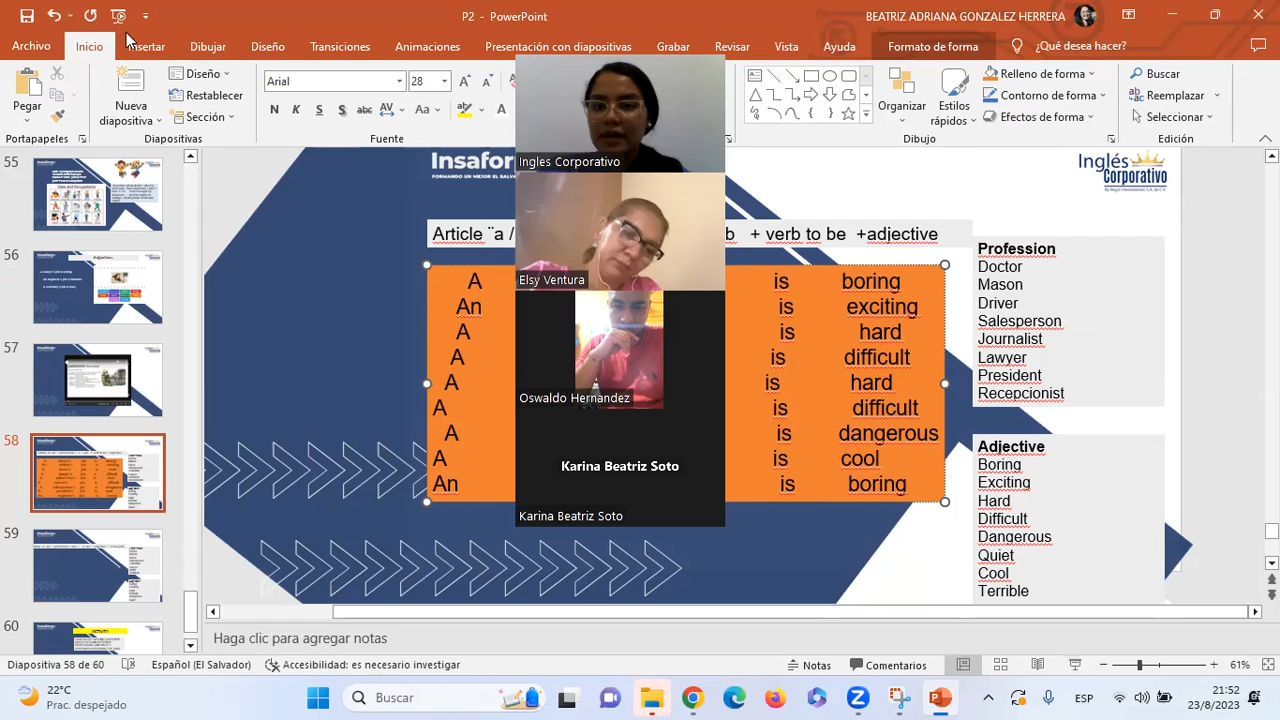 P2 - PowerPoint
BEATRIZ ADRIANA GONZALEZ HERRERA
Archivo Inicio Insertar Dibujar Diseño Transiciones Animaciones Presentación con diapositivas Grabar Revisar Vista Ayuda Formato de forma ¿Qué desea hacer?
Pegar
Nueva diapositiva
Diseño
Restablecer
Sección
Arial 28
N K S abc AV Aa A
Organizar
Estilos rápidos
Relleno de forma
Contorno de forma
Efectos de forma
Buscar
Reemplazar
Seleccionar
Portapapeles Diapositivas Fuente Dibujo Edición
Ingles Corporativo
Elsy Ventura
Oswaldo Hernandez
Karina Beatriz Soto
Karina Beatriz Soto
55
56
57
58
59
60
Insafor
FORMANDO UN MEJOR EL SALVADOR
Inglés
Corporativo
Article ¨a / b + verb to be +adjective
A is boring
An is exciting
A is hard
A is difficult
A is hard
A is difficult
A is dangerous
A is cool
An is boring
Profession
Doctor
Mason
Driver
Salesperson
Journalist
Lawyer
President
Recepcionist
Adjective
Boring
Exciting
Hard
Difficult
Dangerous
Quiet
Cool
Terrible
Haga clic para agregar notas
Diapositiva 58 de 60 Español (El Salvador) Accesibilidad: es necesario investigar Notas Comentarios 61%
22°C
Prac. despejado
Buscar
ESP
21:52
23/8/2023